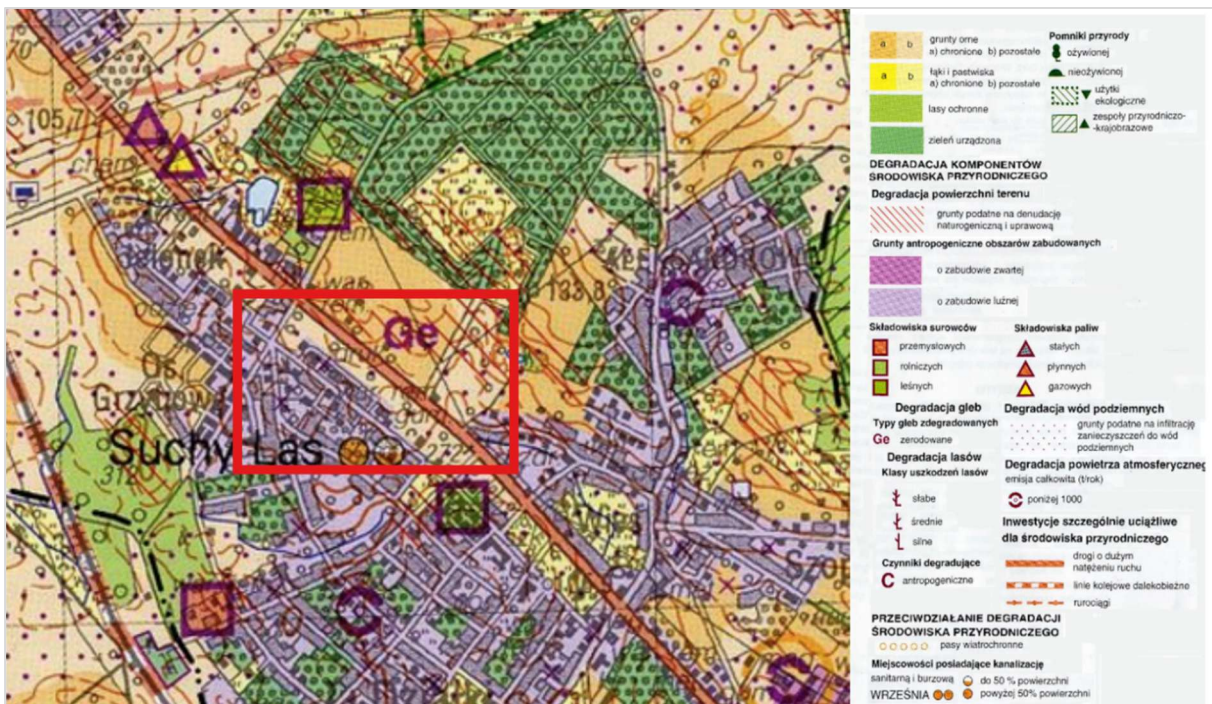 70'
105,7
chem.
133,8
Ge
Os.
Grzybowa
Suchy Las
312
a b
grunty orne
a) chronione b) pozostałe
a b
łąki i pastwiska
a) chronione b) pozostałe
lasy ochronne
zieleń urządzona
Pomniki przyrody
ożywionej
nieożywionej
użytki
ekologiczne
zespoły przyrodniczo-
-krajobrazowe
DEGRADACJA KOMPONENTÓW
ŚRODOWISKA PRZYRODNICZEGO
Degradacja powierzchni terenu
grunty podatne na denudację
naturogeniczną i uprawową
Grunty antropogeniczne obszarów zabudowanych
o zabudowie zwartej
o zabudowie luźnej
Składowiska surowców
przemysłowych
rolniczych
leśnych
Składowiska paliw
stałych
płynnych
gazowych
Degradacja gleb
Typy gleb zdegradowanych
Ge zerodowane
Degradacja lasów
Klasy uszkodzeń lasów
słabe
średnie
silne
Czynniki degradujące
C antropogeniczne
Degradacja wód podziemnych
grunty podatne na infiltrację
zanieczyszczeń do wód
podziemnych
Degradacja powietrza atmosferyczneg
emisja całkowita (t/rok)
poniżej 1000
Inwestycje szczególnie uciążliwe
dla środowiska przyrodniczego
drogi o dużym
natężeniu ruchu
linie kolejowe dalekobieżne
rurociągi
PRZECIWDZIAŁANIE DEGRADACJI
ŚRODOWISKA PRZYRODNICZEGO
pasy wiatrochronne
Miejscowości posiadające kanalizację
sanitarną i burzową
WRZEŚNIA
do 50 % powierzchni
powyżej 50% powierzchni